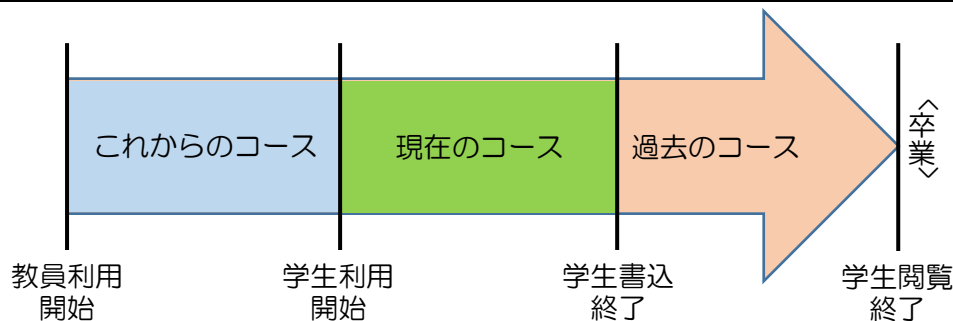 これからのコース
現在のコース
過去のコース
<卒業>
教員利用
開始
学生利用
開始
学生書込
終了
学生閲覧
終了